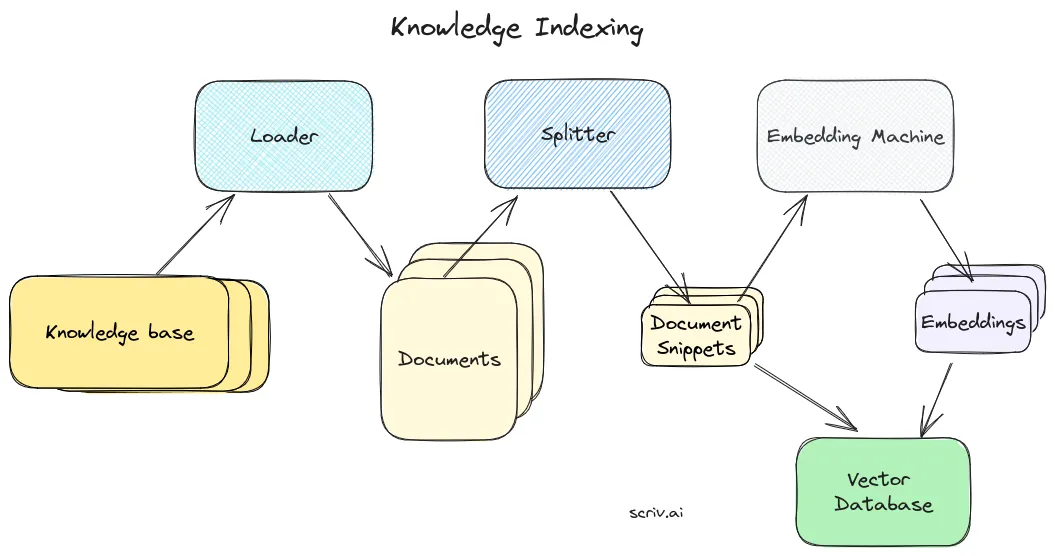 Knowledge Indexing
Loader
Splitter
Embedding Machine
Knowledge base
Documents
Document
Snippets
Embeddings
Vector
Database
scriv.ai